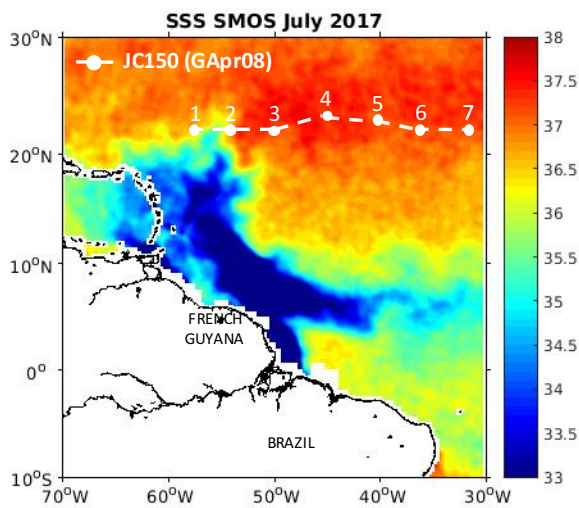 SSS SMOS July 2017
30°N
20°N
10°N
0°
10°S
70°W 60°W 50°W 40°W 30°W
JC150 (GApr08)
1 2 3 4 5 6 7
FRENCH
GUYANA
BRAZIL
38
37.5
37
36.5
36
35.5
35
34.5
34
33.5
33